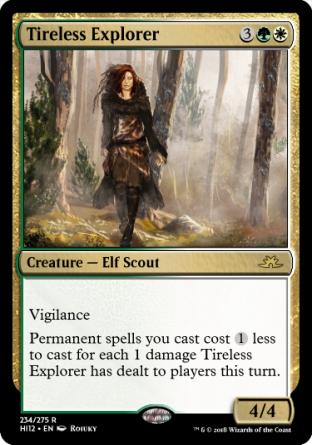 Tireless Explorer 3
Creature — Elf Scout
Vigilance
Permanent spells you cast cost 1 less
to cast for each 1 damage Tireless
Explorer has dealt to players this turn.
234/275 R
HI12 • EN Rojuky
™ & © 2018 Wizards of the Coast
4/4